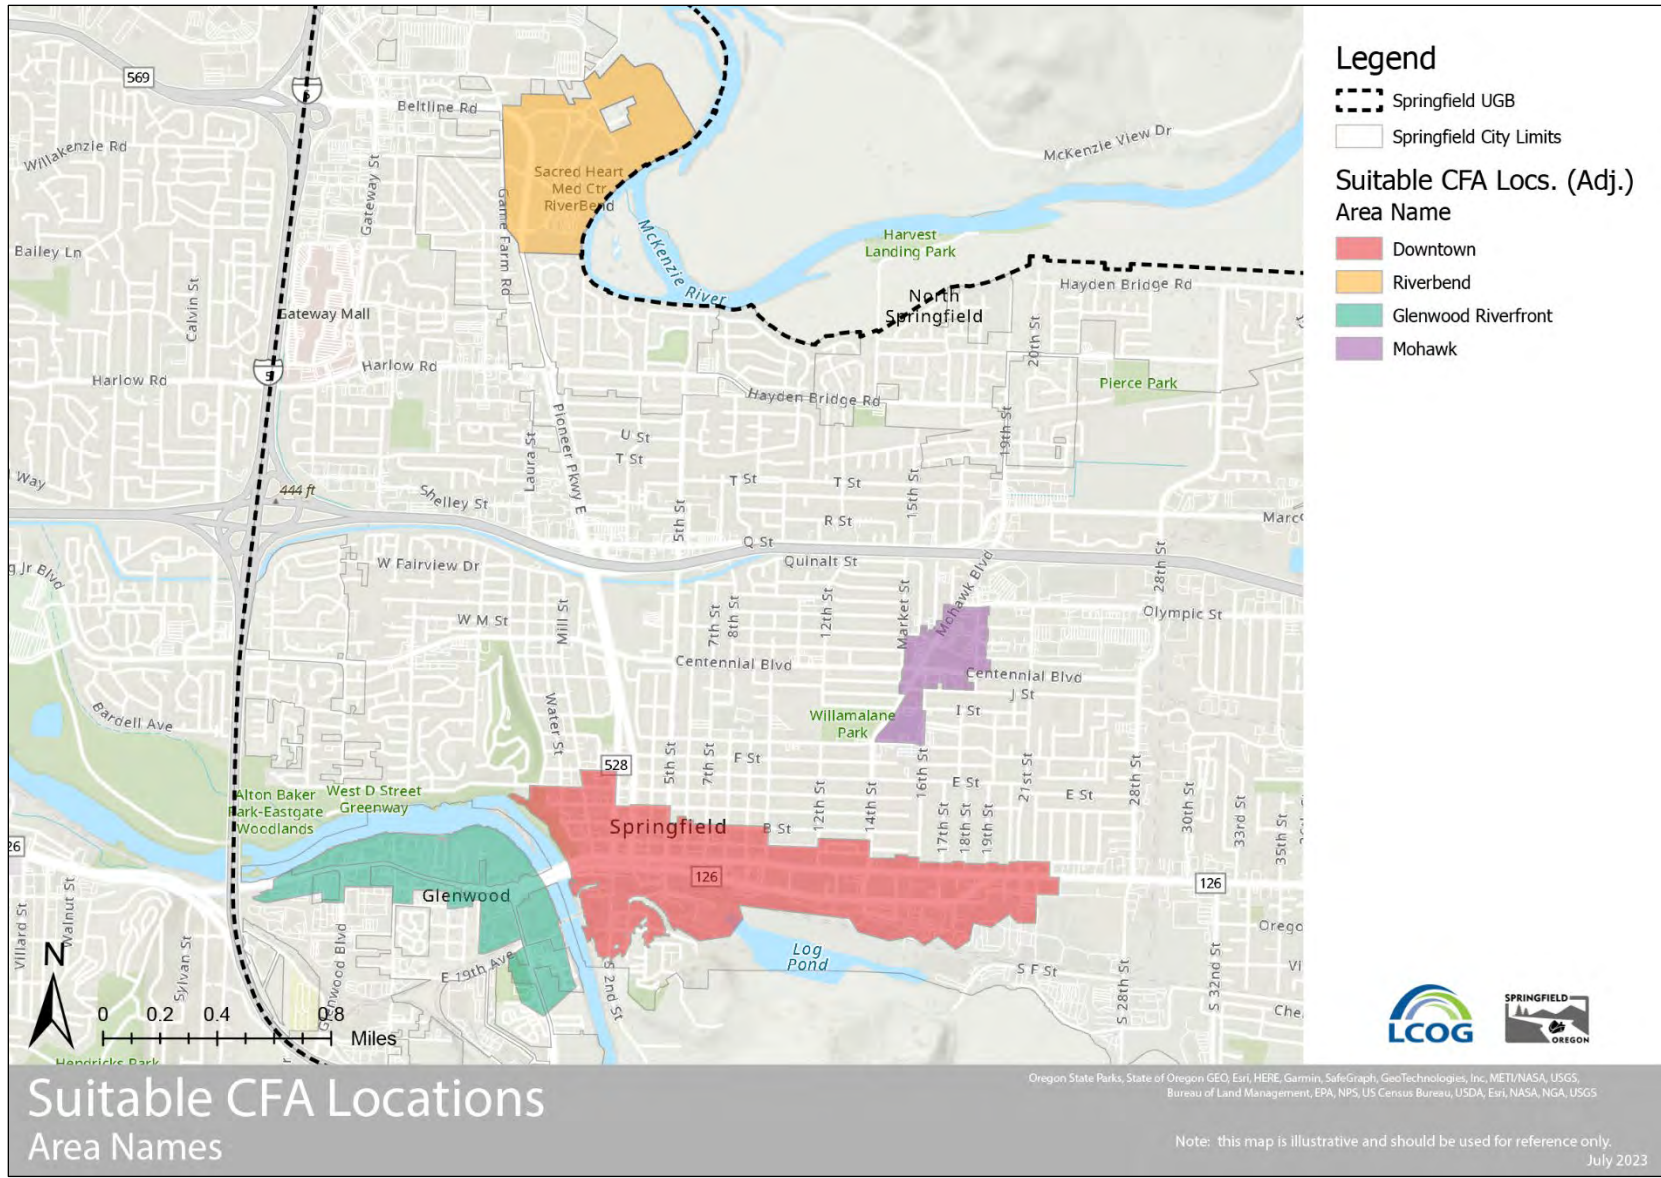 569
5
Beltline Rd
Willakenzie Rd
Gateway St
McKenzie View Dr
Sacred Heart
Med Ctr
RiverBend
Game Farm Rd
McKenzie River
Harvest
Landing Park
Bailey Ln
Calvin St
Gateway Mall
North
Springfield
Hayden Bridge Rd
20th St
Harlow Rd
5
Harlow Rd
Pierce Park
Hayden Bridge Rd
Pioneer Pkwy E
Laura St
U St
T St
19th St
Way
444 ft
Shelley St
T St
T St
15th St
5th St
R St
Q St
Quinalt St
W Fairview Dr
g Jr Blvd
Mohawk Blvd
28th St
Olympic St
W M St
Mill St
7th St
8th St
12th St
Market St
Centennial Blvd
Centennial Blvd
J St
I St
Bardell Ave
Water St
Willamalane
Park
528
5th St
7th St
F St
16th St
E St
21st St
E St
28th St
Alton Baker
Park-Eastgate
Woodlands
West D Street
Greenway
Springfield
B St
12th St
14th St
17th St
18th St
19th St
30th St
33rd St
35th St
26
126
126
Glenwood
Villard St
Walnut St
Sylvan St
Glenwood Blvd
E 19th Ave
S 2nd St
Log
Pond
S F St
S 28th St
S 32nd St
Orego
Vi
Che
Hendricks Park
N
0 0.2 0.4 0.8
Miles
Legend
Springfield UGB
Springfield City Limits
Suitable CFA Locs. (Adj.)
Area Name
Downtown
Riverbend
Glenwood Riverfront
Mohawk
LCOG
SPRINGFIELD
OREGON
Suitable CFA Locations
Area Names
Oregon State Parks, State of Oregon GEO, Esri, HERE, Garmin, SafeGraph, GeoTechnologies, Inc, METI/NASA, USGS,
Bureau of Land Management, EPA, NPS, US Census Bureau, USDA, Esri, NASA, NGA, USGS
Note: this map is illustrative and should be used for reference only.
July 2023